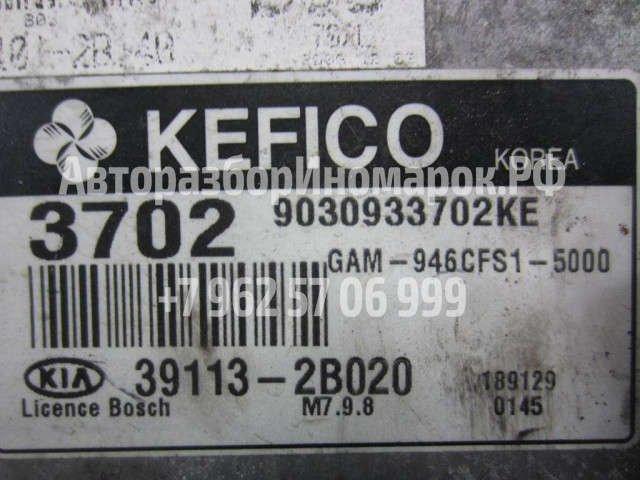 KEFICO
KOREA
АвторазборИномарок.РФ
3702
9030933702KE
GAM-946CFS1-5000
+7 962 57 06 999
KIA
39113-2B020
189129
Licence Bosch
M7.9.8
0145